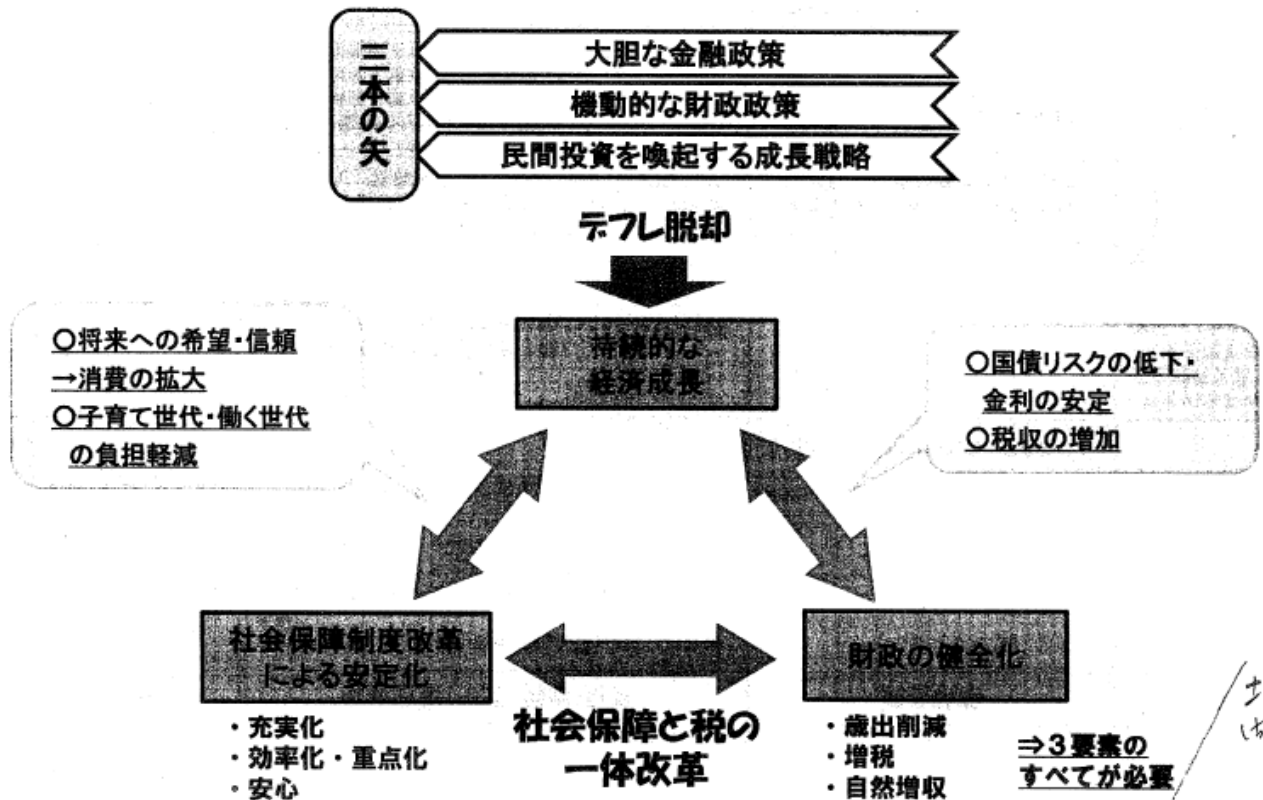 三本の矢
大胆な金融政策
機動的な財政政策
民間投資を喚起する成長戦略
デフレ脱却
持続的な
経済成長
○将来への希望・信頼
→消費の拡大
○子育て世代・働く世代
の負担軽減
○国債リスクの低下・
金利の安定
○税収の増加
社会保障制度改革
による安定化
・充実化
・効率化・重点化
・安心
社会保障と税の
一体改革
財政の健全化
・歳出削減
・増税
・自然増収
⇒3要素の
すべてが必要